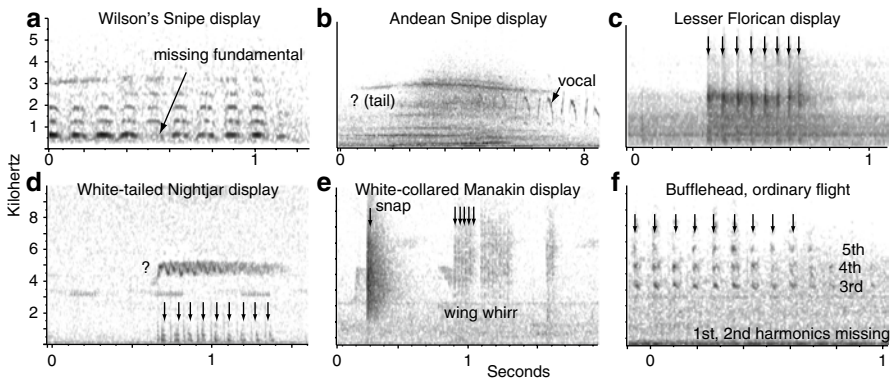 a Wilson's Snipe display
b Andean Snipe display
c Lesser Florican display
missing fundamental
? (tail)
vocal
5
4
3
2
1
0 1
0 8
0 1
Kilohertz
d White-tailed Nightjar display
e White-collared Manakin display
f Bufflehead, ordinary flight
8
6
4
2
?
snap
wing whirr
5th
4th
3rd
1st, 2nd harmonics missing
0 1
0 1
0 1
Seconds